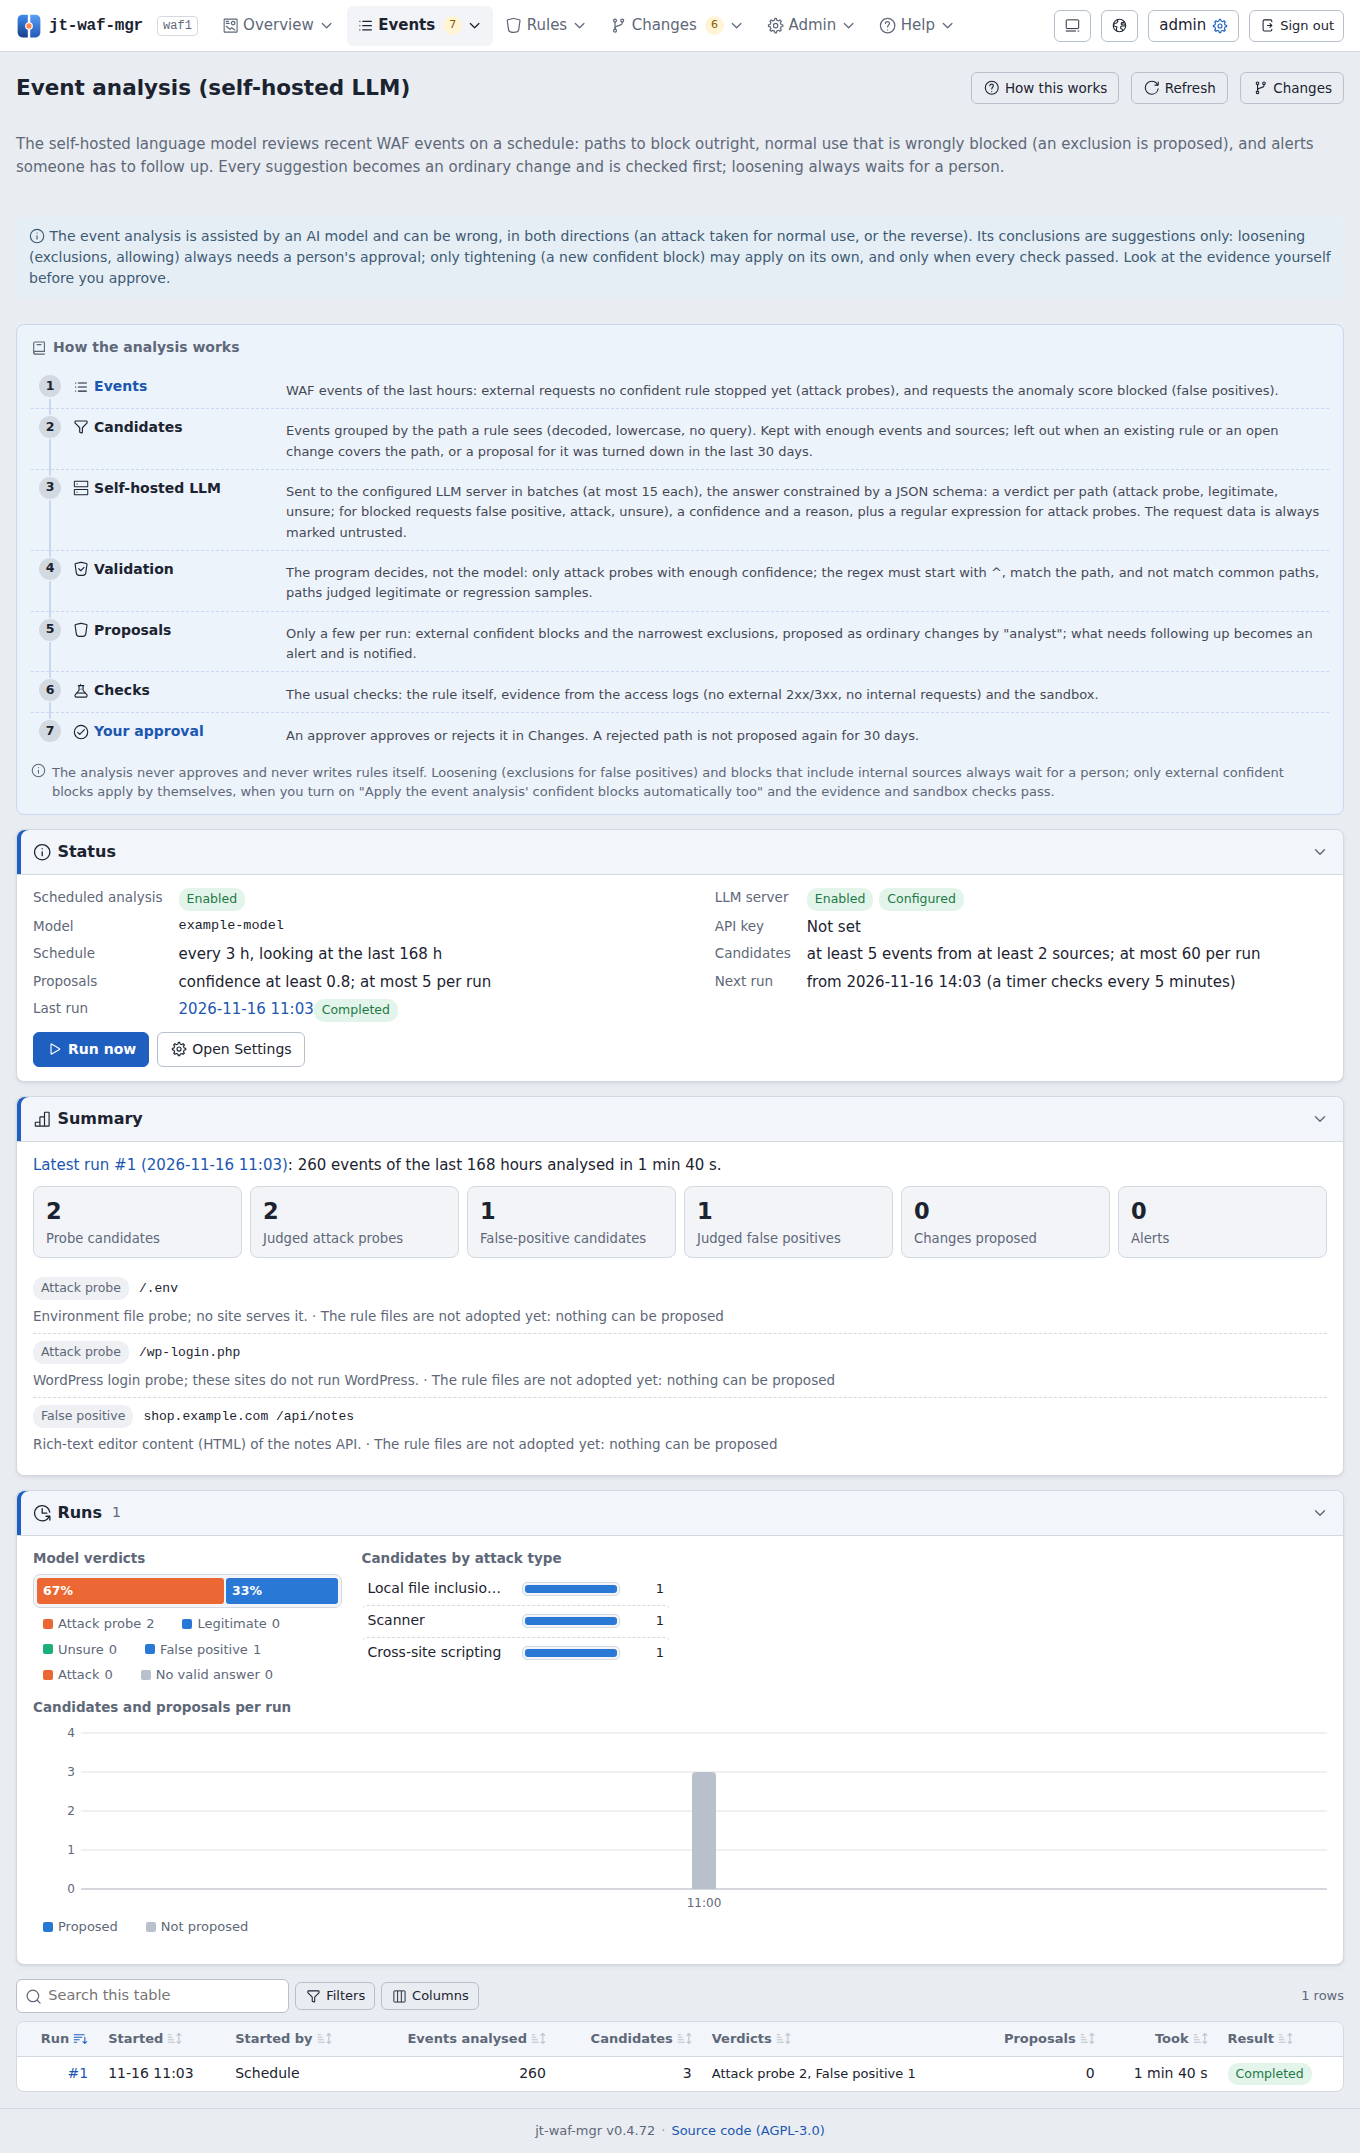 jt-waf-mgr waf1 Overview Events 7 Rules Changes 6 Admin Help admin Sign out
Event analysis (self-hosted LLM)
How this works Refresh Changes
The self-hosted language model reviews recent WAF events on a schedule: paths to block outright, normal use that is wrongly blocked (an exclusion is proposed), and alerts
someone has to follow up. Every suggestion becomes an ordinary change and is checked first; loosening always waits for a person.
The event analysis is assisted by an AI model and can be wrong, in both directions (an attack taken for normal use, or the reverse). Its conclusions are suggestions only: loosening
(exclusions, allowing) always needs a person's approval; only tightening (a new confident block) may apply on its own, and only when every check passed. Look at the evidence yourself
before you approve.
How the analysis works
1 Events
WAF events of the last hours: external requests no confident rule stopped yet (attack probes), and requests the anomaly score blocked (false positives).
2 Candidates
Events grouped by the path a rule sees (decoded, lowercase, no query). Kept with enough events and sources; left out when an existing rule or an open
change covers the path, or a proposal for it was turned down in the last 30 days.
3 Self-hosted LLM
Sent to the configured LLM server in batches (at most 15 each), the answer constrained by a JSON schema: a verdict per path (attack probe, legitimate,
unsure; for blocked requests false positive, attack, unsure), a confidence and a reason, plus a regular expression for attack probes. The request data is always
marked untrusted.
4 Validation
The program decides, not the model: only attack probes with enough confidence; the regex must start with ^, match the path, and not match common paths,
paths judged legitimate or regression samples.
5 Proposals
Only a few per run: external confident blocks and the narrowest exclusions, proposed as ordinary changes by "analyst"; what needs following up becomes an
alert and is notified.
6 Checks
The usual checks: the rule itself, evidence from the access logs (no external 2xx/3xx, no internal requests) and the sandbox.
7 Your approval
An approver approves or rejects it in Changes. A rejected path is not proposed again for 30 days.
The analysis never approves and never writes rules itself. Loosening (exclusions for false positives) and blocks that include internal sources always wait for a person; only external confident
blocks apply by themselves, when you turn on "Apply the event analysis' confident blocks automatically too" and the evidence and sandbox checks pass.
Status
Scheduled analysis Enabled
Model example-model
Schedule every 3 h, looking at the last 168 h
Proposals confidence at least 0.8; at most 5 per run
Last run 2026-11-16 11:03 Completed
LLM server Enabled Configured
API key Not set
Candidates at least 5 events from at least 2 sources; at most 60 per run
Next run from 2026-11-16 14:03 (a timer checks every 5 minutes)
Run now Open Settings
Summary
Latest run #1 (2026-11-16 11:03): 260 events of the last 168 hours analysed in 1 min 40 s.
2 2 1 1 0 0
Probe candidates Judged attack probes False-positive candidates Judged false positives Changes proposed Alerts
Attack probe /.env
Environment file probe; no site serves it. · The rule files are not adopted yet: nothing can be proposed
Attack probe /wp-login.php
WordPress login probe; these sites do not run WordPress. · The rule files are not adopted yet: nothing can be proposed
False positive shop.example.com /api/notes
Rich-text editor content (HTML) of the notes API. · The rule files are not adopted yet: nothing can be proposed
Runs 1
Model verdicts
67% 33%
Attack probe 2 Legitimate 0
Unsure 0 False positive 1
Attack 0 No valid answer 0
Candidates by attack type
Local file inclusio… 1
Scanner 1
Cross-site scripting 1
Candidates and proposals per run
4
3
2
1
0
11:00
Proposed Not proposed
Search this table Filters Columns 1 rows
Run Started Started by Events analysed Candidates Verdicts Proposals Took Result
#1 11-16 11:03 Schedule 260 3 Attack probe 2, False positive 1 0 1 min 40 s Completed
jt-waf-mgr v0.4.72 · Source code (AGPL-3.0)